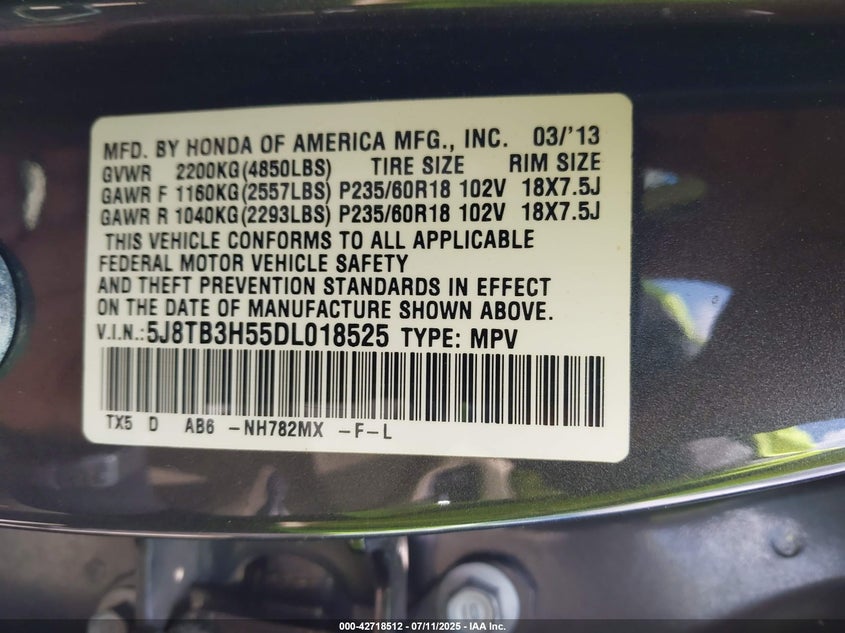 MFD. BY HONDA OF AMERICA MFG., INC. 03/'13
GVWR 2200KG(4850LBS) TIRE SIZE RIM SIZE
GAWR F 1160KG(2557LBS) P235/60R18 102V 18X7.5J
GAWR R 1040KG(2293LBS) P235/60R18 102V 18X7.5J
THIS VEHICLE CONFORMS TO ALL APPLICABLE
FEDERAL MOTOR VEHICLE SAFETY
AND THEFT PREVENTION STANDARDS IN EFFECT
ON THE DATE OF MANUFACTURE SHOWN ABOVE.
V.I.N.:5J8TB3H55DL018525 TYPE: MPV
TX5 D AB6 -NH782MX -F-L
000-42718512 - 07/11/2025 - IAA Inc.